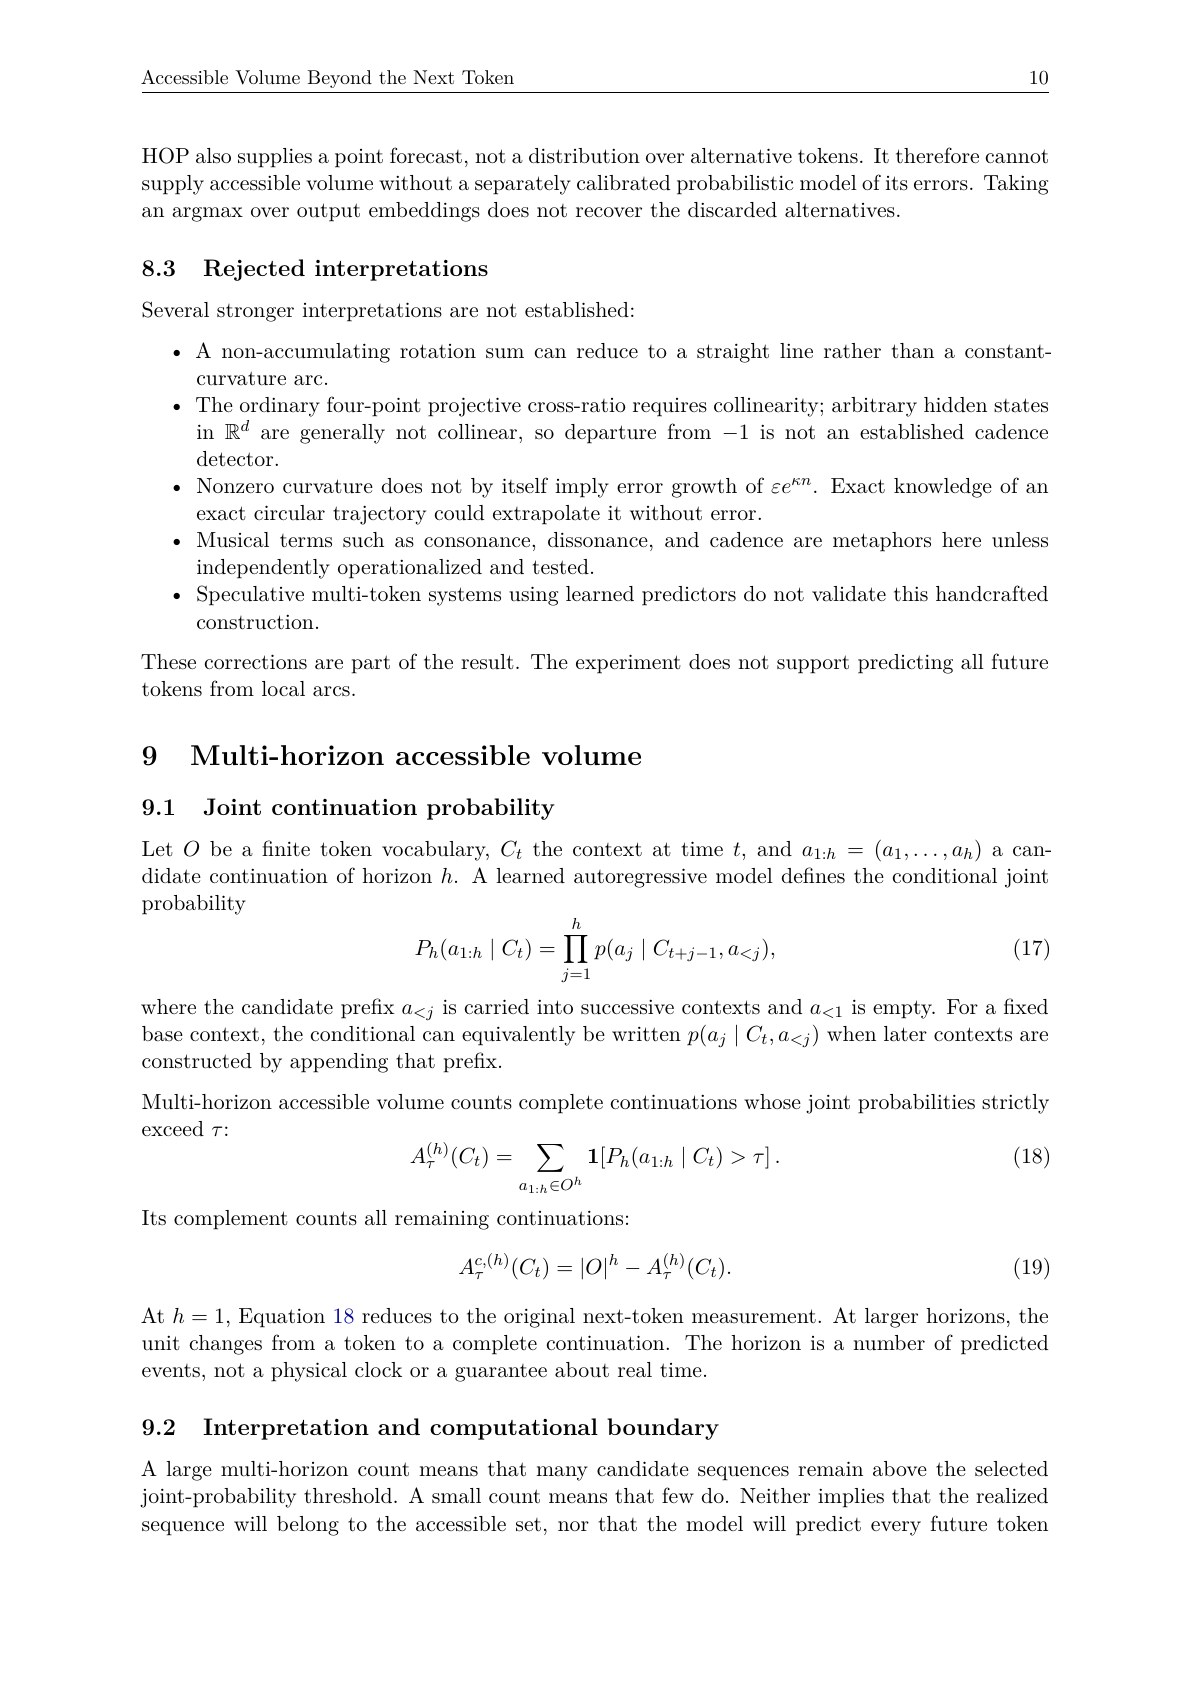 Accessible Volume Beyond the Next Token 10
HOP also supplies a point forecast, not a distribution over alternative tokens. It therefore cannot
supply accessible volume without a separately calibrated probabilistic model of its errors. Taking
an argmax over output embeddings does not recover the discarded alternatives.
8.3 Rejected interpretations
Several stronger interpretations are not established:
• A non-accumulating rotation sum can reduce to a straight line rather than a constant-
curvature arc.
• The ordinary four-point projective cross-ratio requires collinearity; arbitrary hidden states
in ℝᵈ are generally not collinear, so departure from −1 is not an established cadence
detector.
• Nonzero curvature does not by itself imply error growth of εe^{κn}. Exact knowledge of an
exact circular trajectory could extrapolate it without error.
• Musical terms such as consonance, dissonance, and cadence are metaphors here unless
independently operationalized and tested.
• Speculative multi-token systems using learned predictors do not validate this handcrafted
construction.
These corrections are part of the result. The experiment does not support predicting all future
tokens from local arcs.
9 Multi-horizon accessible volume
9.1 Joint continuation probability
Let O be a finite token vocabulary, C_t the context at time t, and a_{1:h} = (a_1, . . . , a_h) a can-
didate continuation of horizon h. A learned autoregressive model defines the conditional joint
probability
P_h(a_{1:h} | C_t) = ∏_{j=1}^{h} p(a_j | C_{t+j−1}, a_{<j}), (17)
where the candidate prefix a_{<j} is carried into successive contexts and a_{<1} is empty. For a fixed
base context, the conditional can equivalently be written p(a_j | C_t, a_{<j}) when later contexts are
constructed by appending that prefix.
Multi-horizon accessible volume counts complete continuations whose joint probabilities strictly
exceed τ:
A_τ^{(h)}(C_t) = ∑_{a_{1:h}∈O^h} 1[P_h(a_{1:h} | C_t) > τ] . (18)
Its complement counts all remaining continuations:
A_τ^{c,(h)}(C_t) = |O|^h − A_τ^{(h)}(C_t). (19)
At h = 1, Equation 18 reduces to the original next-token measurement. At larger horizons, the
unit changes from a token to a complete continuation. The horizon is a number of predicted
events, not a physical clock or a guarantee about real time.
9.2 Interpretation and computational boundary
A large multi-horizon count means that many candidate sequences remain above the selected
joint-probability threshold. A small count means that few do. Neither implies that the realized
sequence will belong to the accessible set, nor that the model will predict every future token